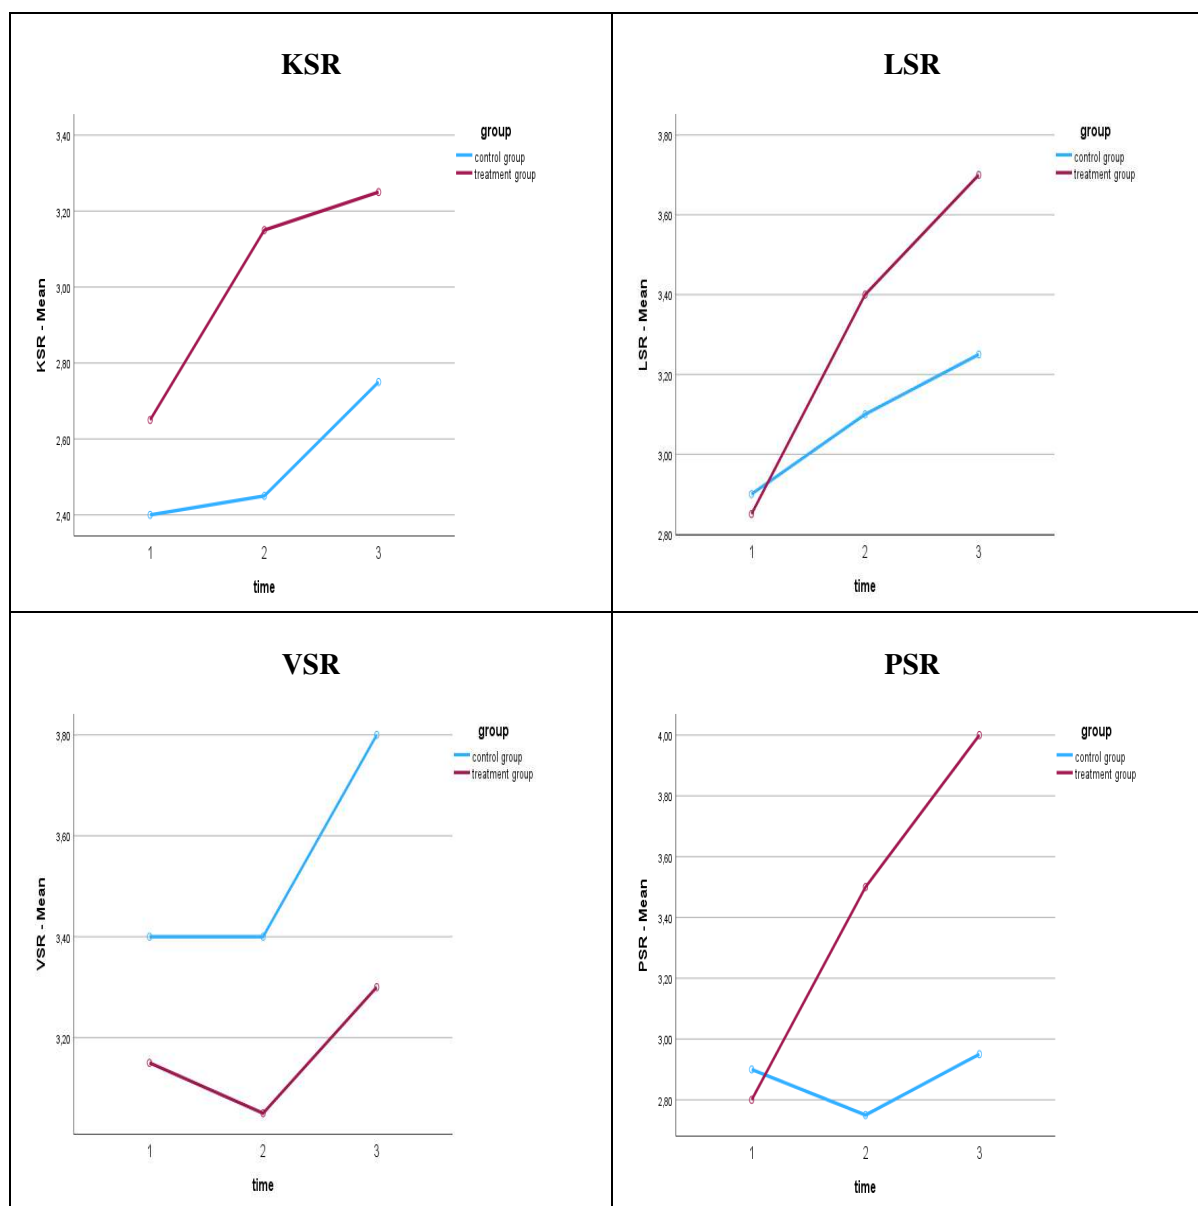 KSR
group
control group
treatment group
3,40
3,20
3,00
2,80
2,60
2,40
KSR - Mean
1 2 3
time
LSR
group
control group
treatment group
3,80
3,60
3,40
3,20
3,00
2,80
LSR - Mean
1 2 3
time
VSR
group
control group
treatment group
3,80
3,60
3,40
3,20
VSR - Mean
1 2 3
time
PSR
group
control group
treatment group
4,00
3,80
3,60
3,40
3,20
3,00
2,80
PSR - Mean
1 2 3
time